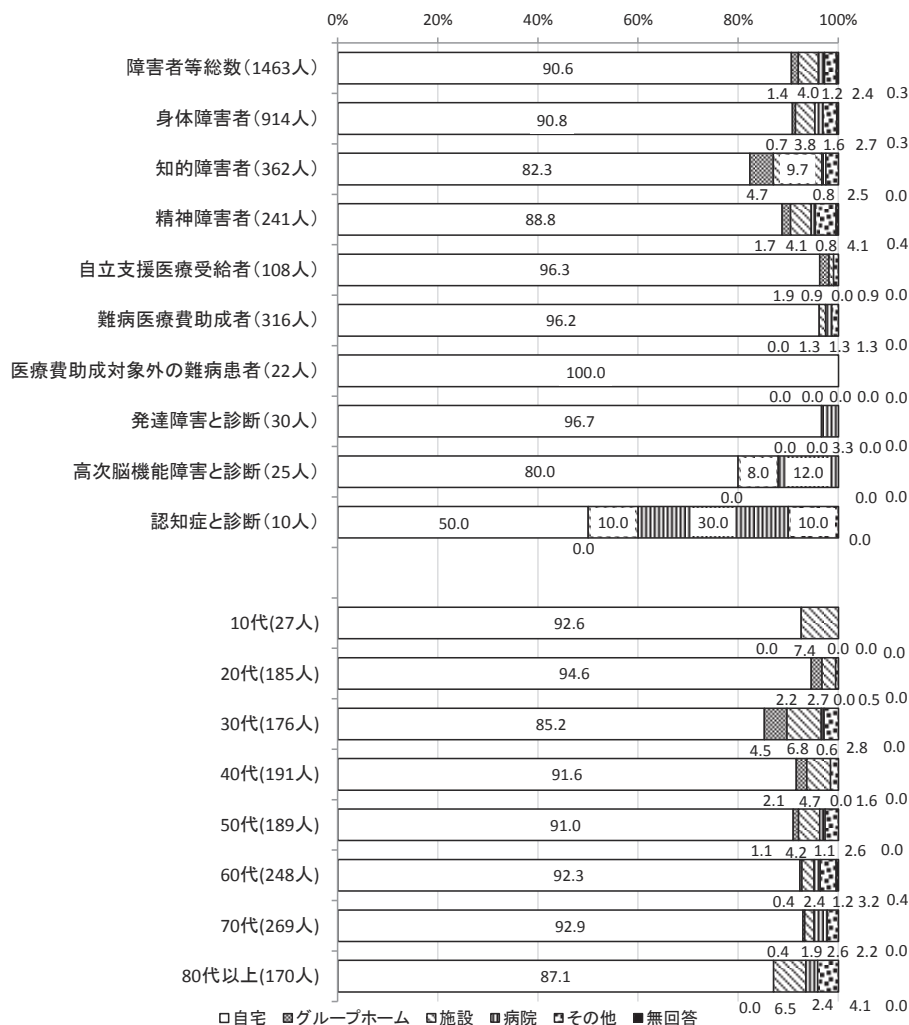 0% 20% 40% 60% 80% 100%
障害者等総数(1463人) 90.6
1.4 4.0 1.2 2.4 0.3
身体障害者(914人) 90.8
0.7 3.8 1.6 2.7 0.3
知的障害者(362人) 82.3 9.7
4.7 0.8 2.5 0.0
精神障害者(241人) 88.8
1.7 4.1 0.8 4.1 0.4
自立支援医療受給者(108人) 96.3
1.9 0.9 0.0 0.9 0.0
難病医療費助成者(316人) 96.2
0.0 1.3 1.3 1.3 0.0
医療費助成対象外の難病患者(22人) 100.0
0.0 0.0 0.0 0.0 0.0
発達障害と診断(30人) 96.7
0.0 0.0 3.3 0.0 0.0
高次脳機能障害と診断(25人) 80.0 8.0 12.0
0.0 0.0 0.0
認知症と診断(10人) 50.0 10.0 30.0 10.0
0.0 0.0
10代(27人) 92.6
0.0 7.4 0.0 0.0 0.0
20代(185人) 94.6
2.2 2.7 0.0 0.5 0.0
30代(176人) 85.2
4.5 6.8 0.6 2.8 0.0
40代(191人) 91.6
2.1 4.7 0.0 1.6 0.0
50代(189人) 91.0
1.1 4.2 1.1 2.6 0.0
60代(248人) 92.3
0.4 2.4 1.2 3.2 0.4
70代(269人) 92.9
0.4 1.9 2.6 2.2 0.0
80代以上(170人) 87.1
0.0 6.5 2.4 4.1 0.0
自宅 グループホーム 施設 病院 その他 無回答